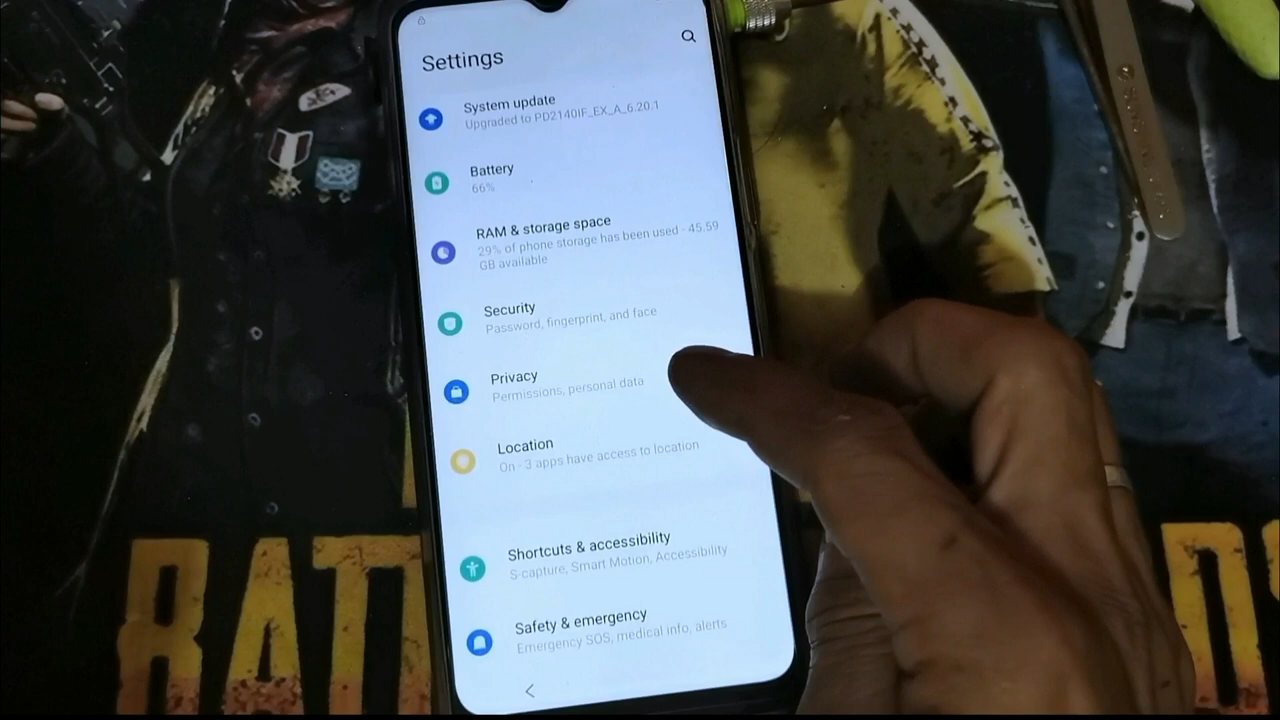 Settings
System update
Upgraded to PD2140IF_EX_A_6.20.1
Battery
66%
RAM & storage space
29% of phone storage has been used - 45.59
GB available
Security
Password, fingerprint, and face
Privacy
Permissions, personal data
Location
On - 3 apps have access to location
Shortcuts & accessibility
S-capture, Smart Motion, Accessibility
Safety & emergency
Emergency SOS, medical info, alerts
BATT
DS